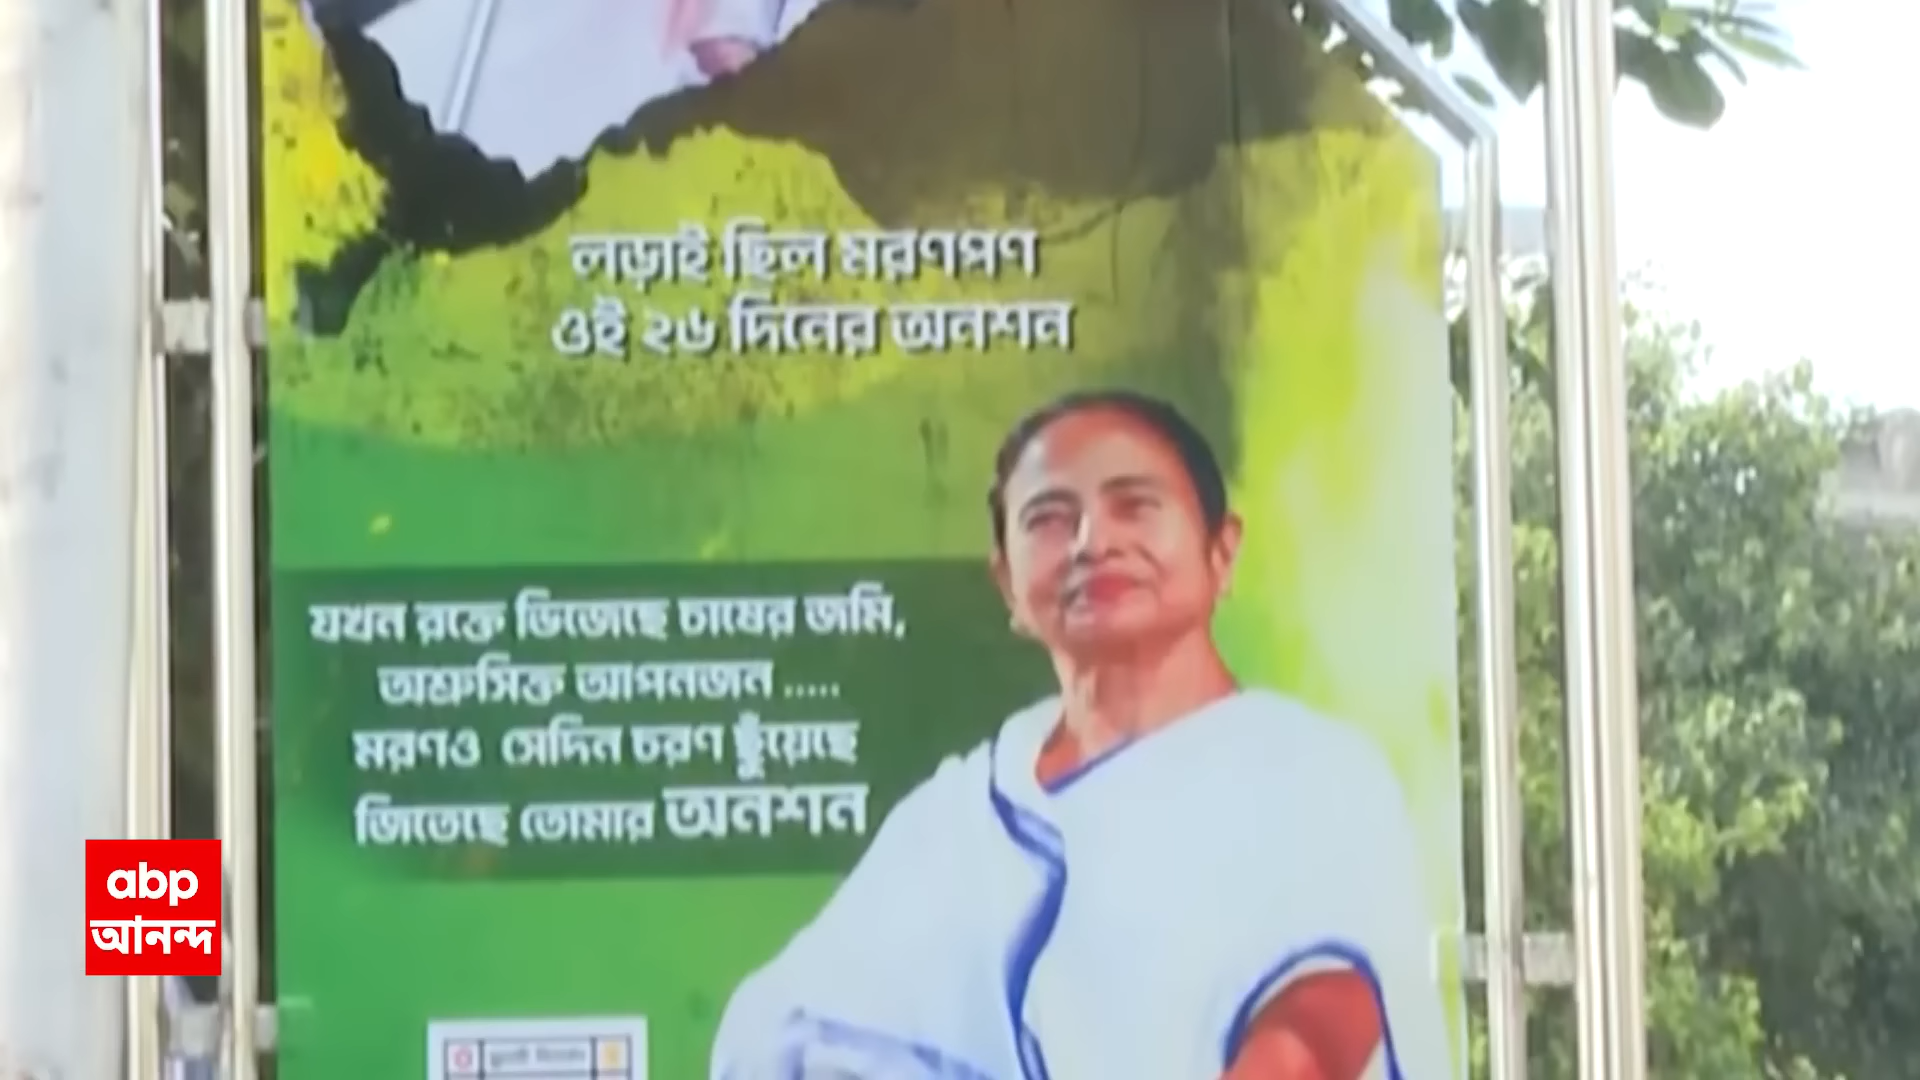 লড়াই ছিল মরণপণ
ওই ২৬ দিনের অনশন
যখন রক্তে ভিজেছে চাষের জমি,
অশ্রুসিক্ত আপনজন .....
মরণও সেদিন চরণ ছুঁয়েছে
জিতেছে তোমার অনশন
abp
আনন্দ